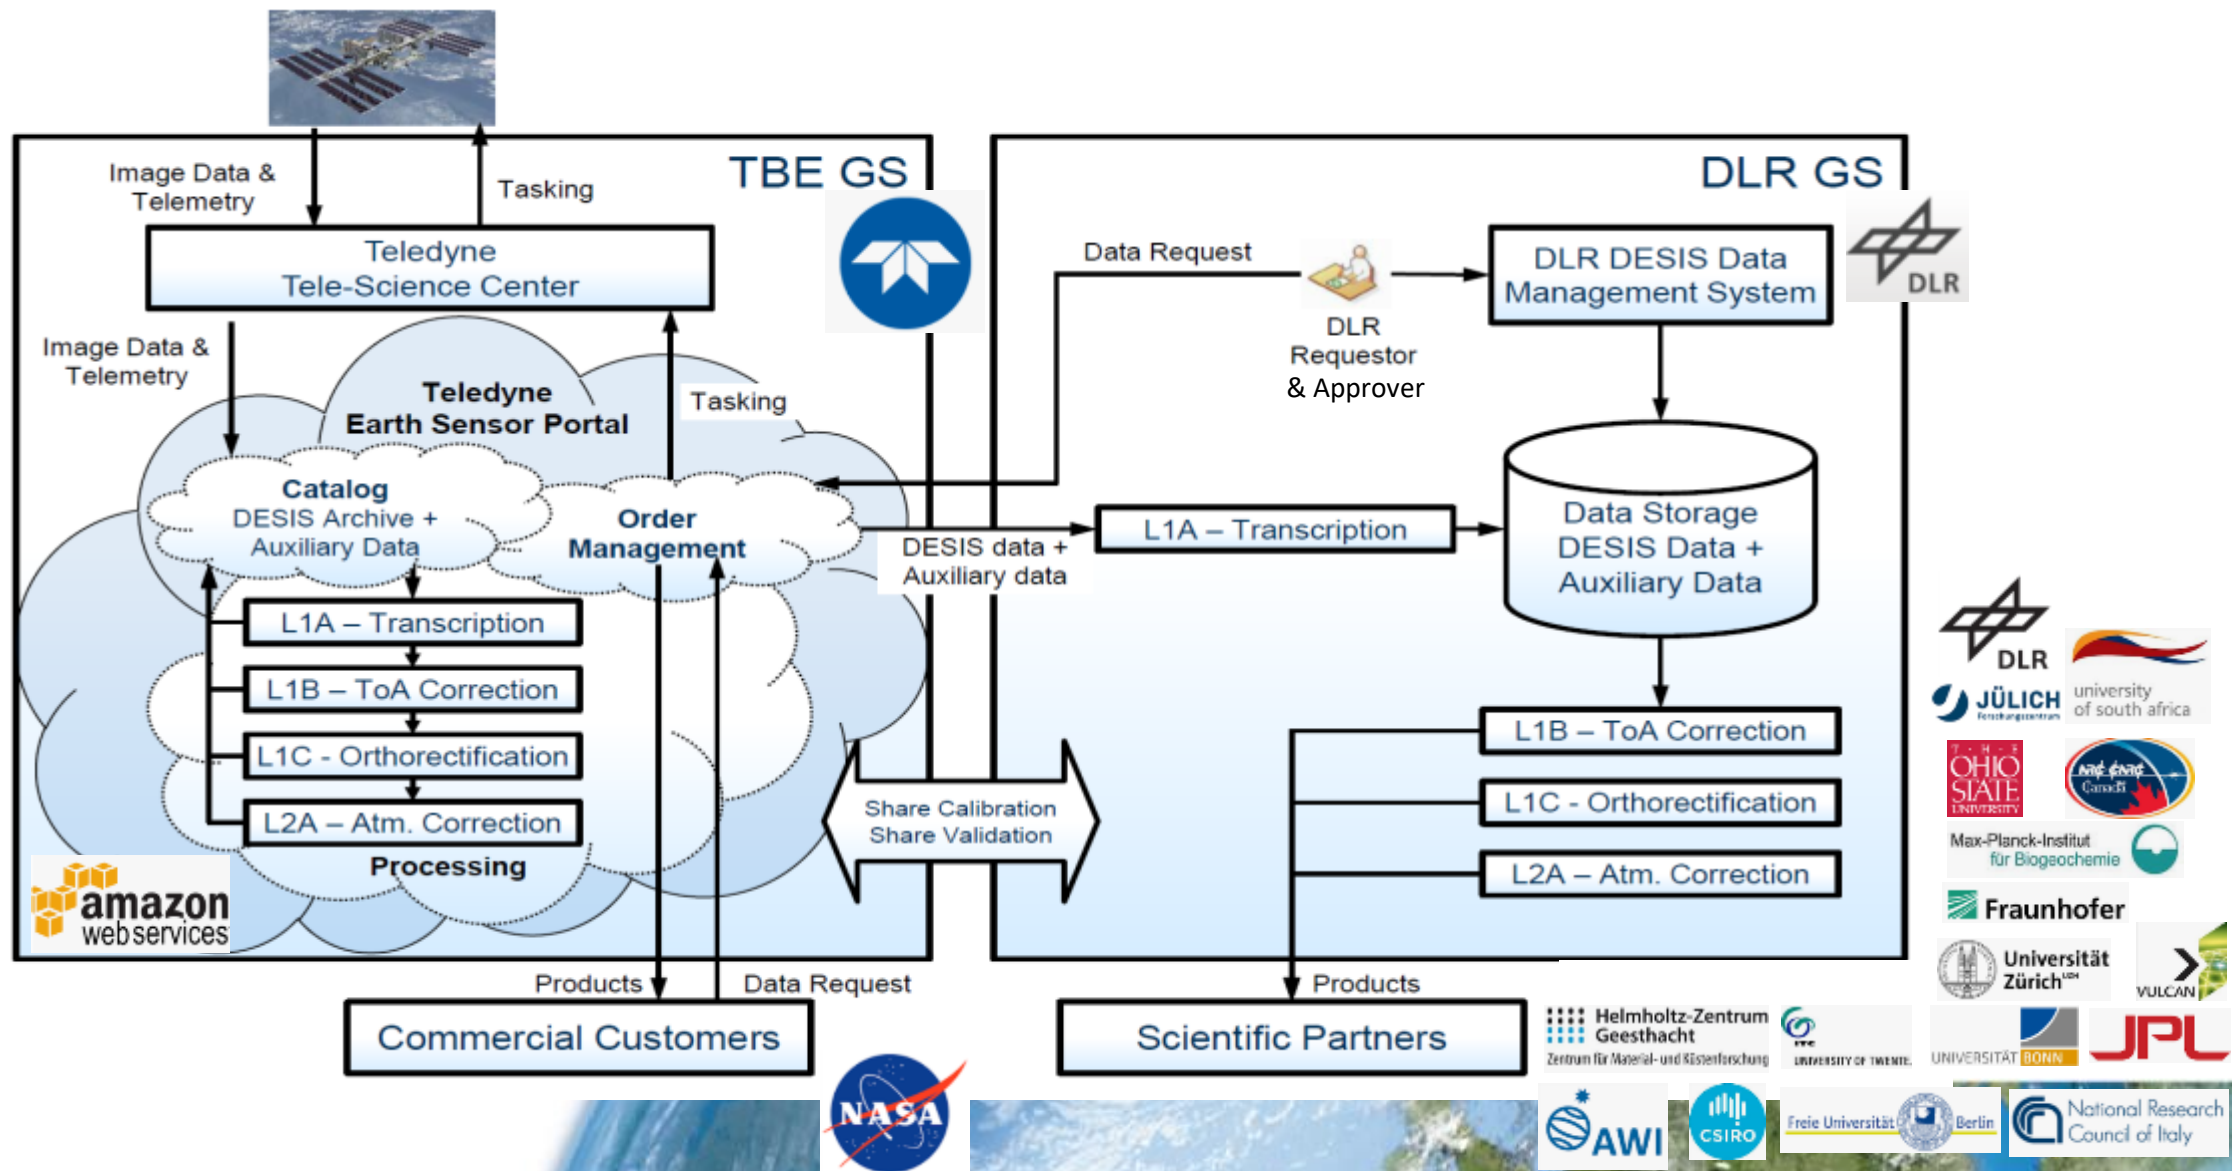 TBE GS
DLR GS
Image Data &
Telemetry
Tasking
Teledyne
Tele-Science Center
Image Data &
Telemetry
Teledyne
Earth Sensor Portal
Tasking
Catalog
DESIS Archive +
Auxiliary Data
Order
Management
L1A – Transcription
L1B – ToA Correction
L1C - Orthorectification
L2A – Atm. Correction
Processing
amazon
web services
DESIS data +
Auxiliary data
Share Calibration
Share Validation
Data Request
DLR
Requestor
& Approver
DLR DESIS Data
Management System
DLR
L1A – Transcription
Data Storage
DESIS Data +
Auxiliary Data
L1B – ToA Correction
L1C - Orthorectification
L2A – Atm. Correction
Products
Data Request
Products
Commercial Customers
Scientific Partners
NASA
DLR
JÜLICH
Forschungszentrum
university
of south africa
T · H · E
OHIO
STATE
UNIVERSITY
Canada
Max-Planck-Institut
für Biogeochemie
Fraunhofer
Universität
Zürich UZH
VULCAN
Helmholtz-Zentrum
Geesthacht
Zentrum für Material- und Küstenforschung
ITC
UNIVERSITY OF TWENTE.
UNIVERSITÄT BONN
JPL
AWI
CSIRO
Freie Universität Berlin
National Research
Council of Italy